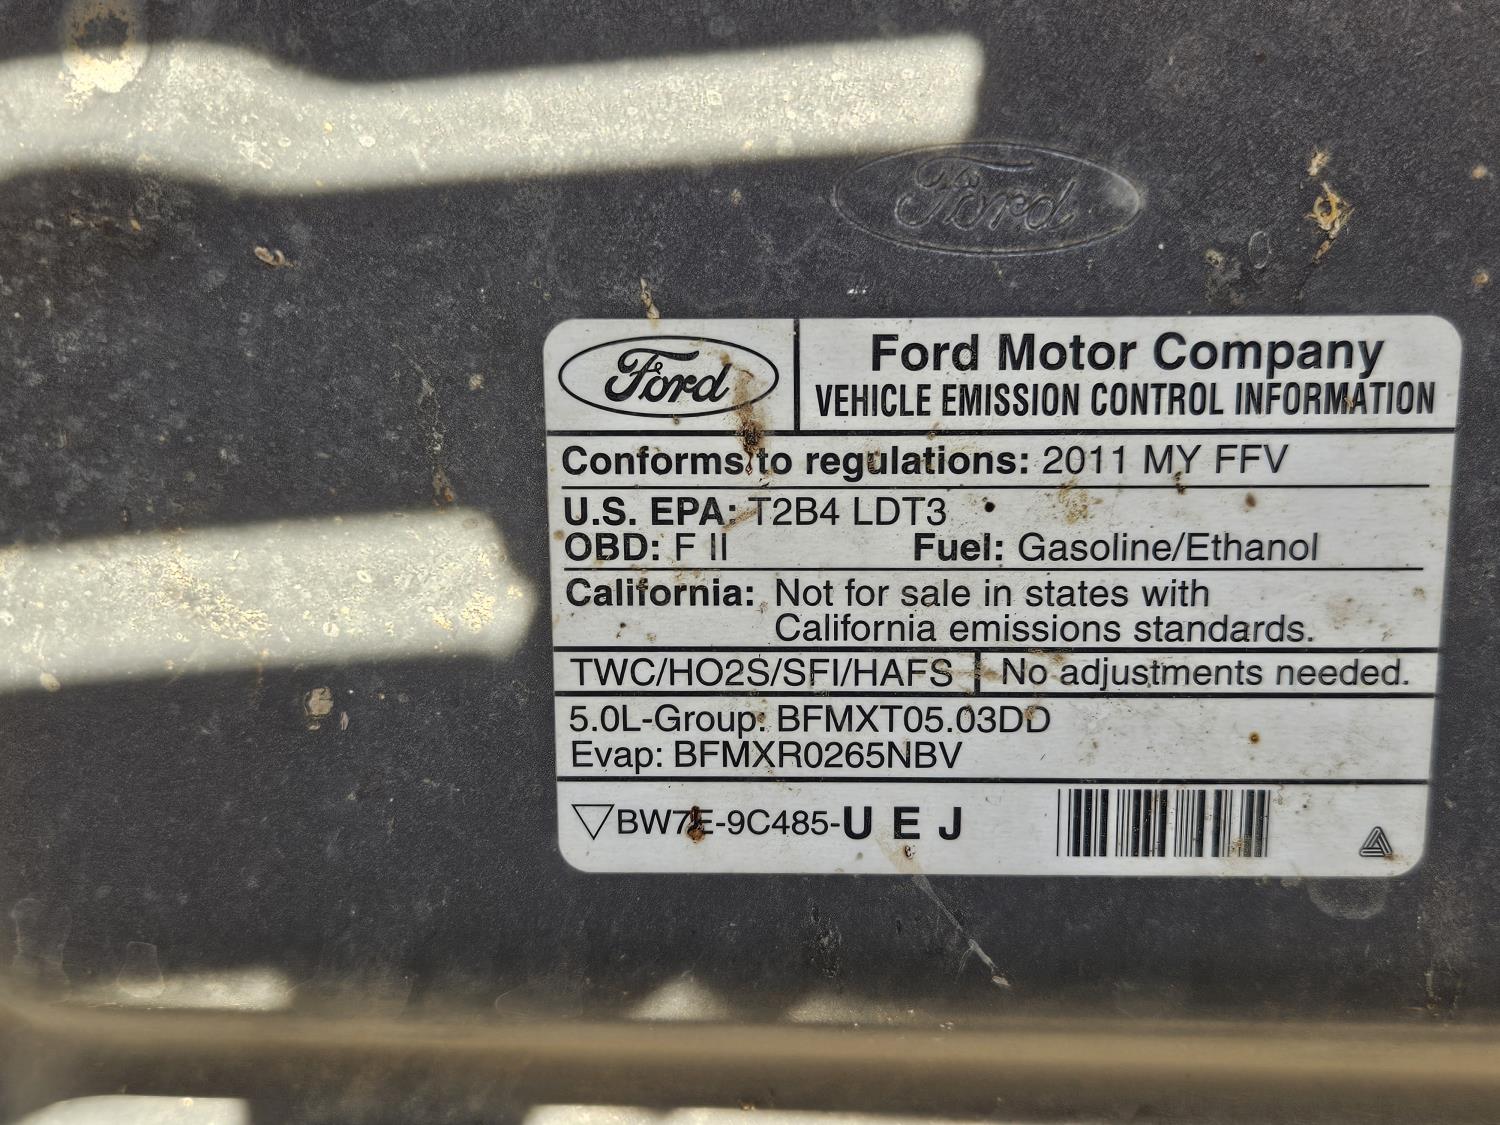 Ford
Ford
Ford Motor Company
VEHICLE EMISSION CONTROL INFORMATION
Conforms to regulations: 2011 MY FFV
U.S. EPA: T2B4 LDT3
OBD: F II Fuel: Gasoline/Ethanol
California: Not for sale in states with
California emissions standards.
TWC/HO2S/SFI/HAFS No adjustments needed.
5.0L-Group: BFMXT05.03DD
Evap: BFMXR0265NBV
BW7E-9C485-U E J